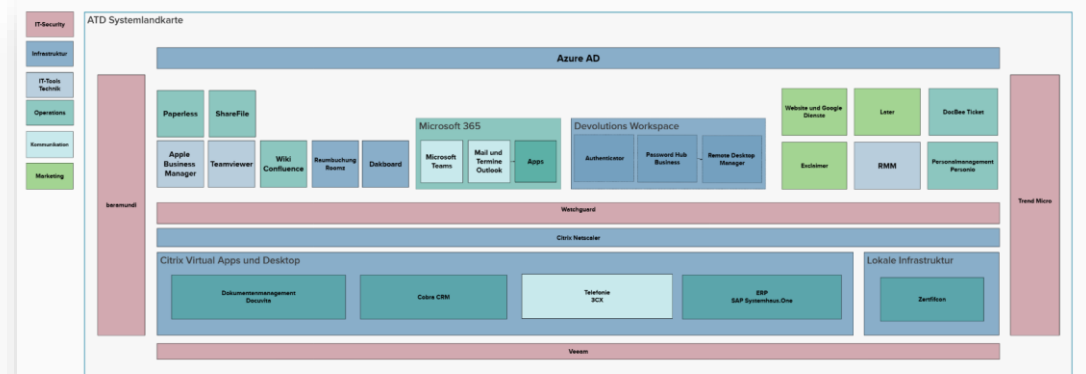 IT-Security
Infrastruktur
IT-Tools
Technik
Operations
Kommunikation
Marketing
ATD Systemlandkarte
Azure AD
baramundi
Paperless
ShareFile
Apple
Business
Manager
Teamviewer
Wiki
Confluence
Raumbuchung
Roomz
Dakboard
Microsoft 365
Microsoft
Teams
Mail und
Termine
Outlook
Apps
Devolutions Workspace
Authenticator
Password Hub
Business
Remote Desktop
Manager
Website und Google
Dienste
Later
DocBee Ticket
Exclaimer
RMM
Personalmanagement
Personio
Trend Micro
Watchguard
Citrix Netscaler
Citrix Virtual Apps und Desktop
Dokumentenmanagement
Docuvita
Cobra CRM
Telefonie
3CX
ERP
SAP Systemhaus.One
Lokale Infrastruktur
Zentficon
Veeam